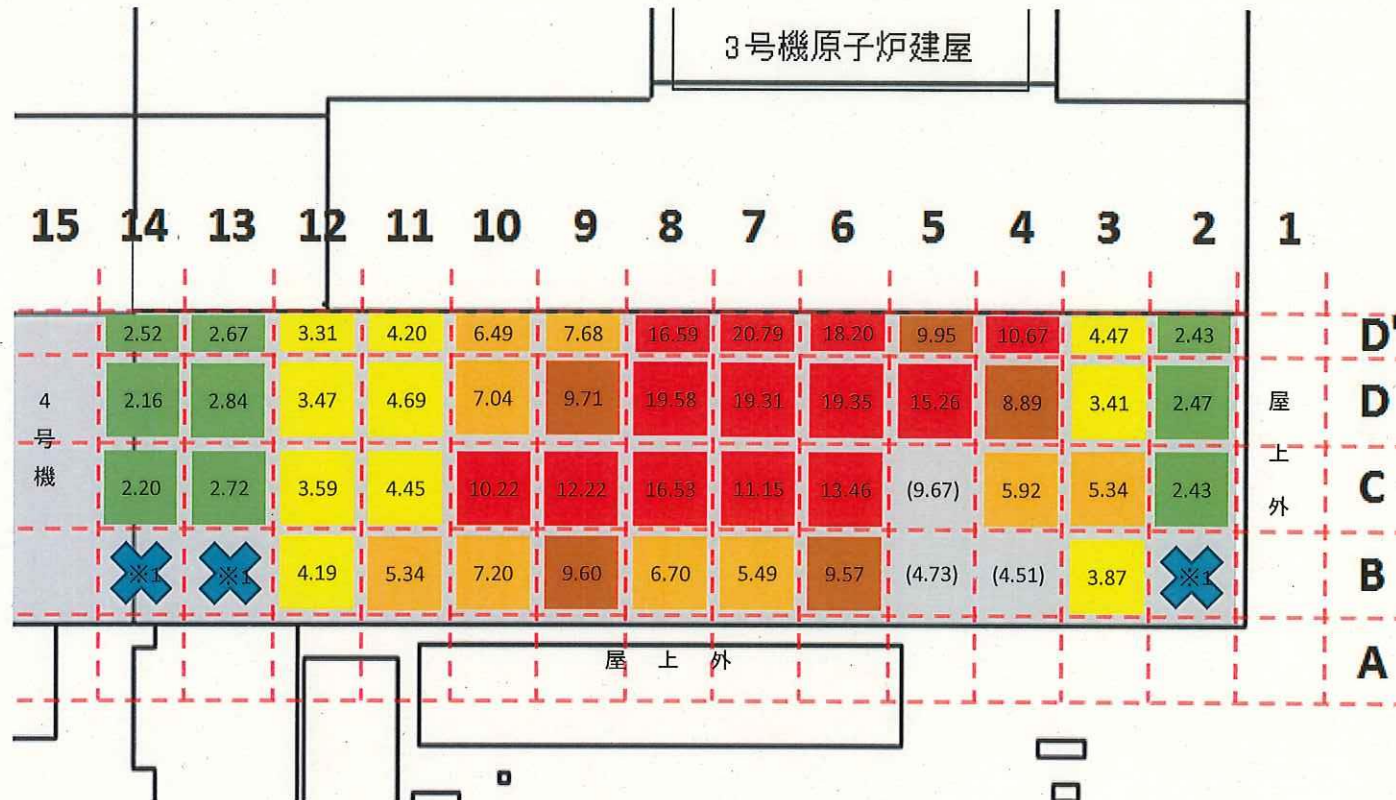 3号機原子炉建屋
15 14 13 12 11 10 9 8 7 6 5 4 3 2 1
2.52 2.67 3.31 4.20 6.49 7.68 16.59 20.79 18.20 9.95 10.67 4.47 2.43 D'
4号機 2.16 2.84 3.47 4.69 7.04 9.71 19.58 19.31 19.35 15.26 8.89 3.41 2.47 屋上外 D
2.20 2.72 3.59 4.45 10.22 12.22 16.53 11.15 13.46 (9.67) 5.92 5.34 2.43 C
※1 ※1 4.19 5.34 7.20 9.60 6.70 5.49 9.57 (4.73) (4.51) 3.87 ※1 B
屋上外 A